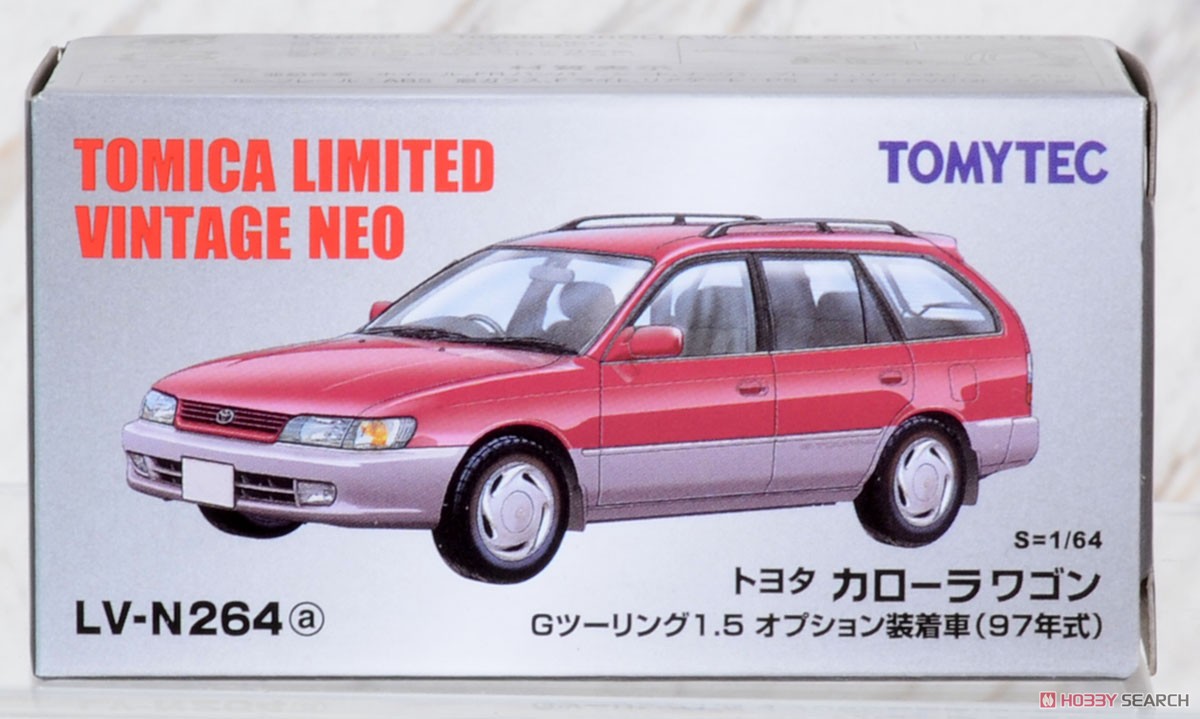 TOMICA LIMITED
VINTAGE NEO
TOMYTEC
S=1/64
トヨタ カローラワゴン
LV-N264ⓐ
Gツーリング1.5 オプション装着車(97年式)
HOBBY SEARCH